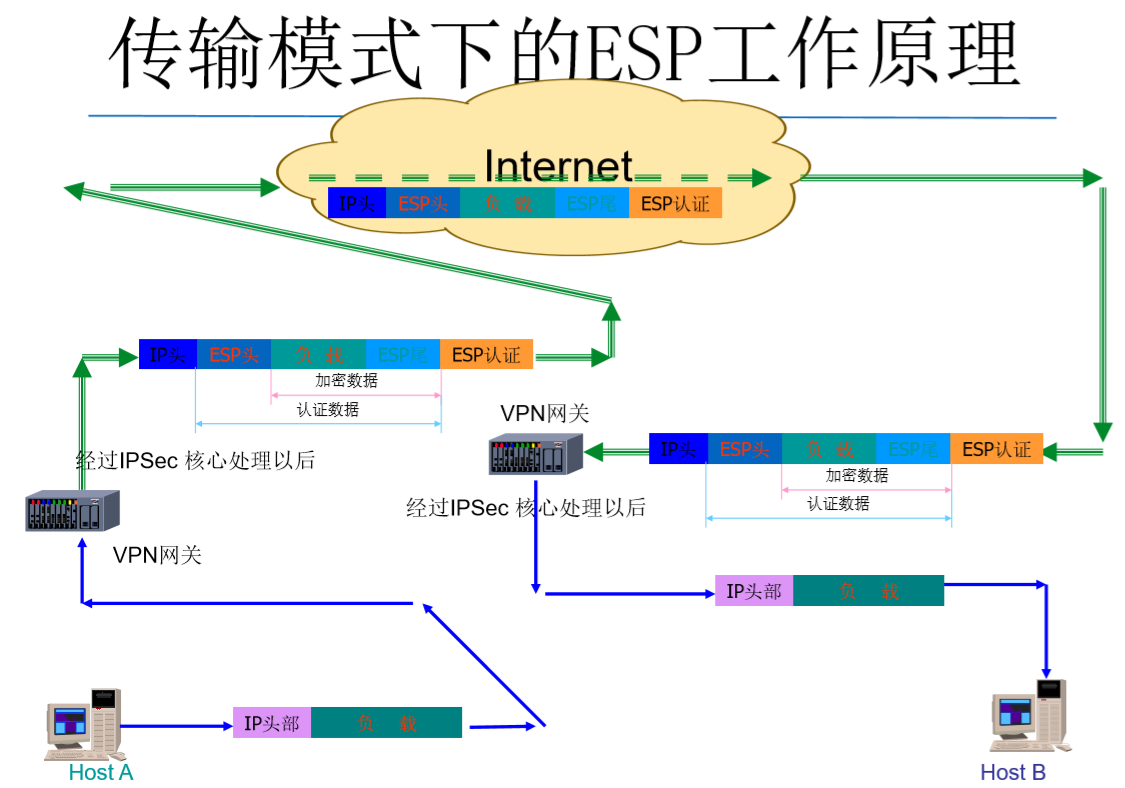 传输模式下的ESP工作原理
Internet
IP头 ESP头 负 载 ESP尾 ESP认证
IP头 ESP头 负 载 ESP尾 ESP认证
加密数据
认证数据
VPN网关
IP头 ESP头 负 载 ESP尾 ESP认证
经过IPSec 核心处理以后
加密数据
经过IPSec 核心处理以后
认证数据
VPN网关
IP头部 负 载
IP头部 负 载
Host A
Host B